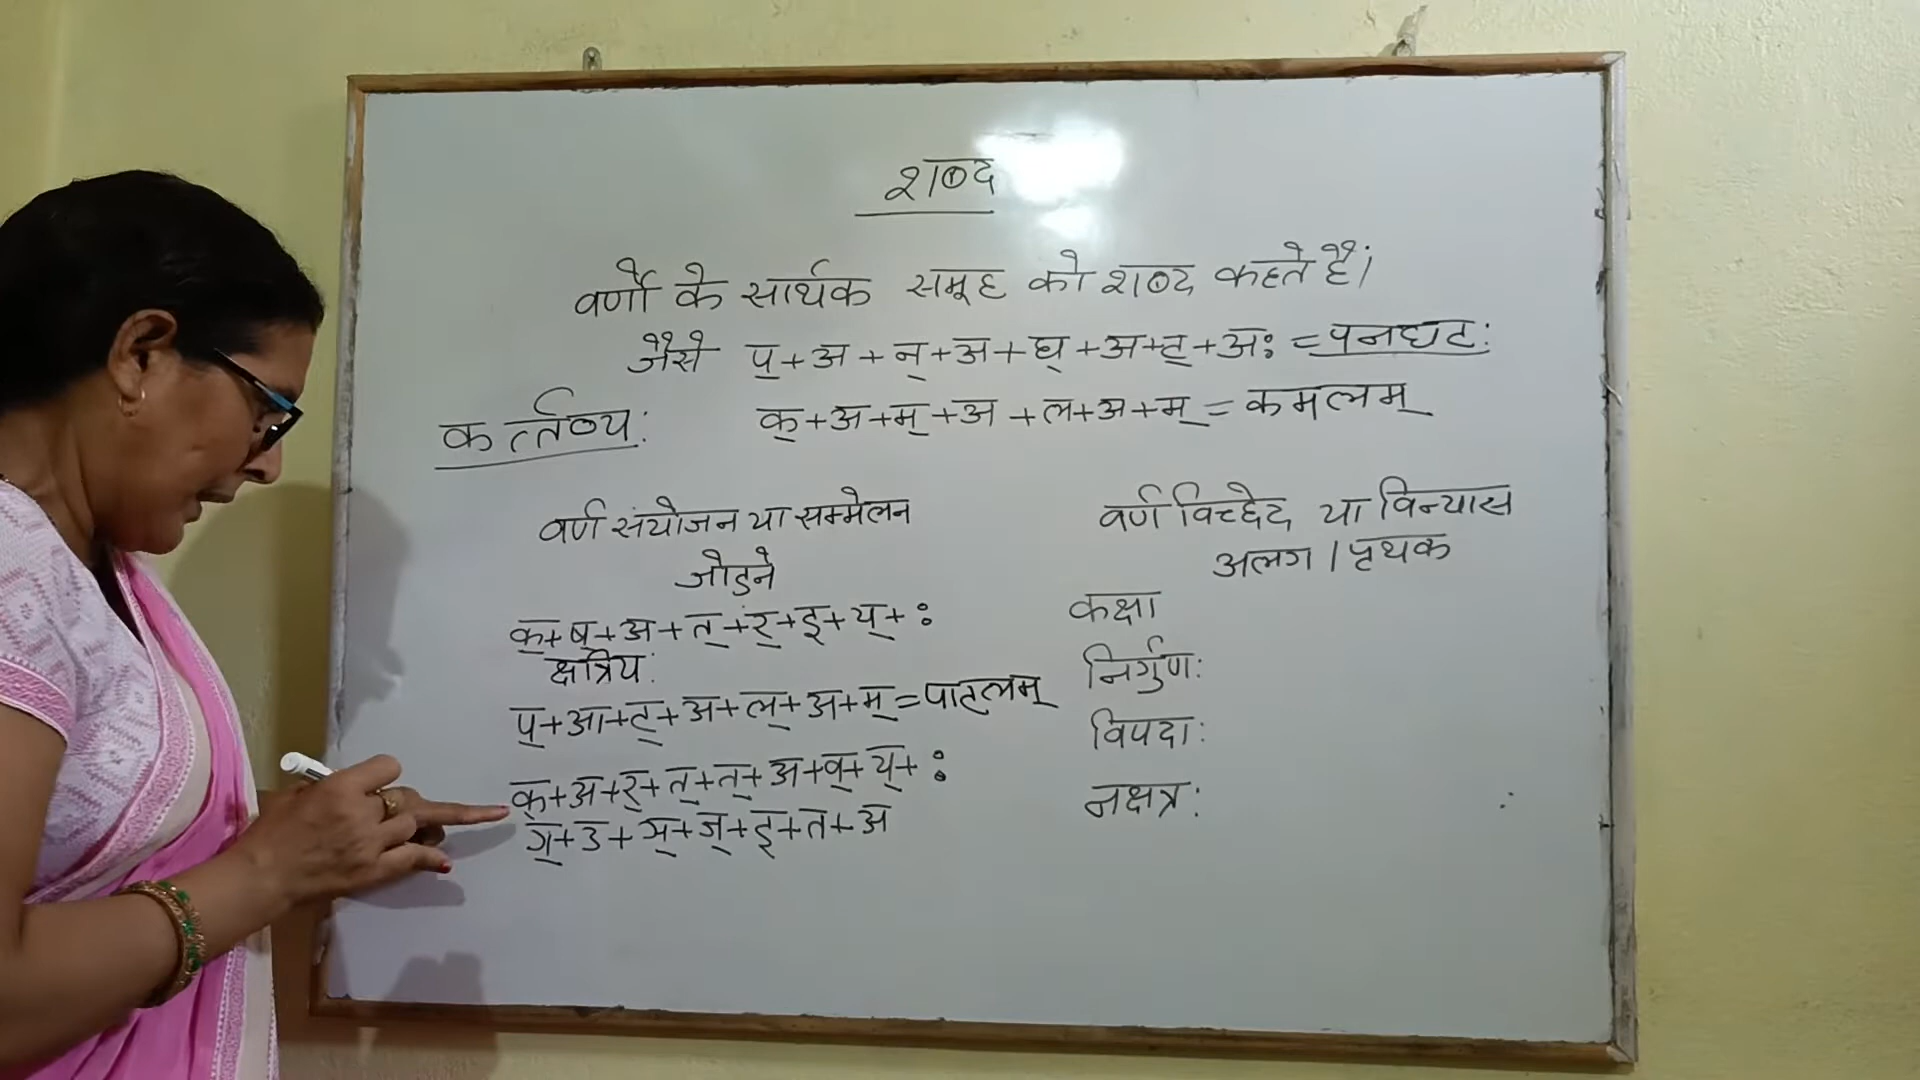 शब्द
वर्णों के सार्थक समूह को शब्द कहते हैं।
जैसे प्+अ+न्+अ+घ्+अ+ट्+अः =पनघटः
कर्त्तव्यः क्+अ+म्+अ+ल+अ+म्=कमलम्
वर्ण संयोजन या सम्मेलन
जोड़ने
वर्ण विच्छेद या विन्यास
अलग/पृथक
क्+ष्+अ+त्+र्+इ+य्+ः
क्षत्रियः
प्+आ+ट्+अ+ल्+अ+म्=पाट्लम्
क्+अ+र्+त्+त्+अ+व्+य्+ः
ग्+उ+ञ्+ज्+इ+त+अ
कक्षा
निर्गुणः
विपदाः
नक्षत्रः